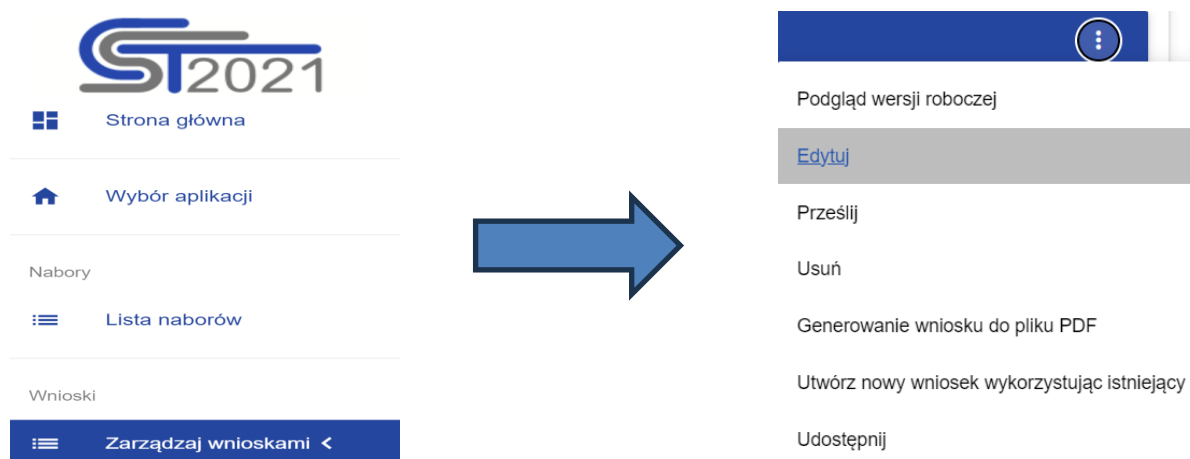 CST2021
Strona główna
Wybór aplikacji
Nabory
Lista naborów
Wnioski
Zarządzaj wnioskami <
Podgląd wersji roboczej
Edytuj
Prześlij
Usuń
Generowanie wniosku do pliku PDF
Utwórz nowy wniosek wykorzystując istniejący
Udostępnij